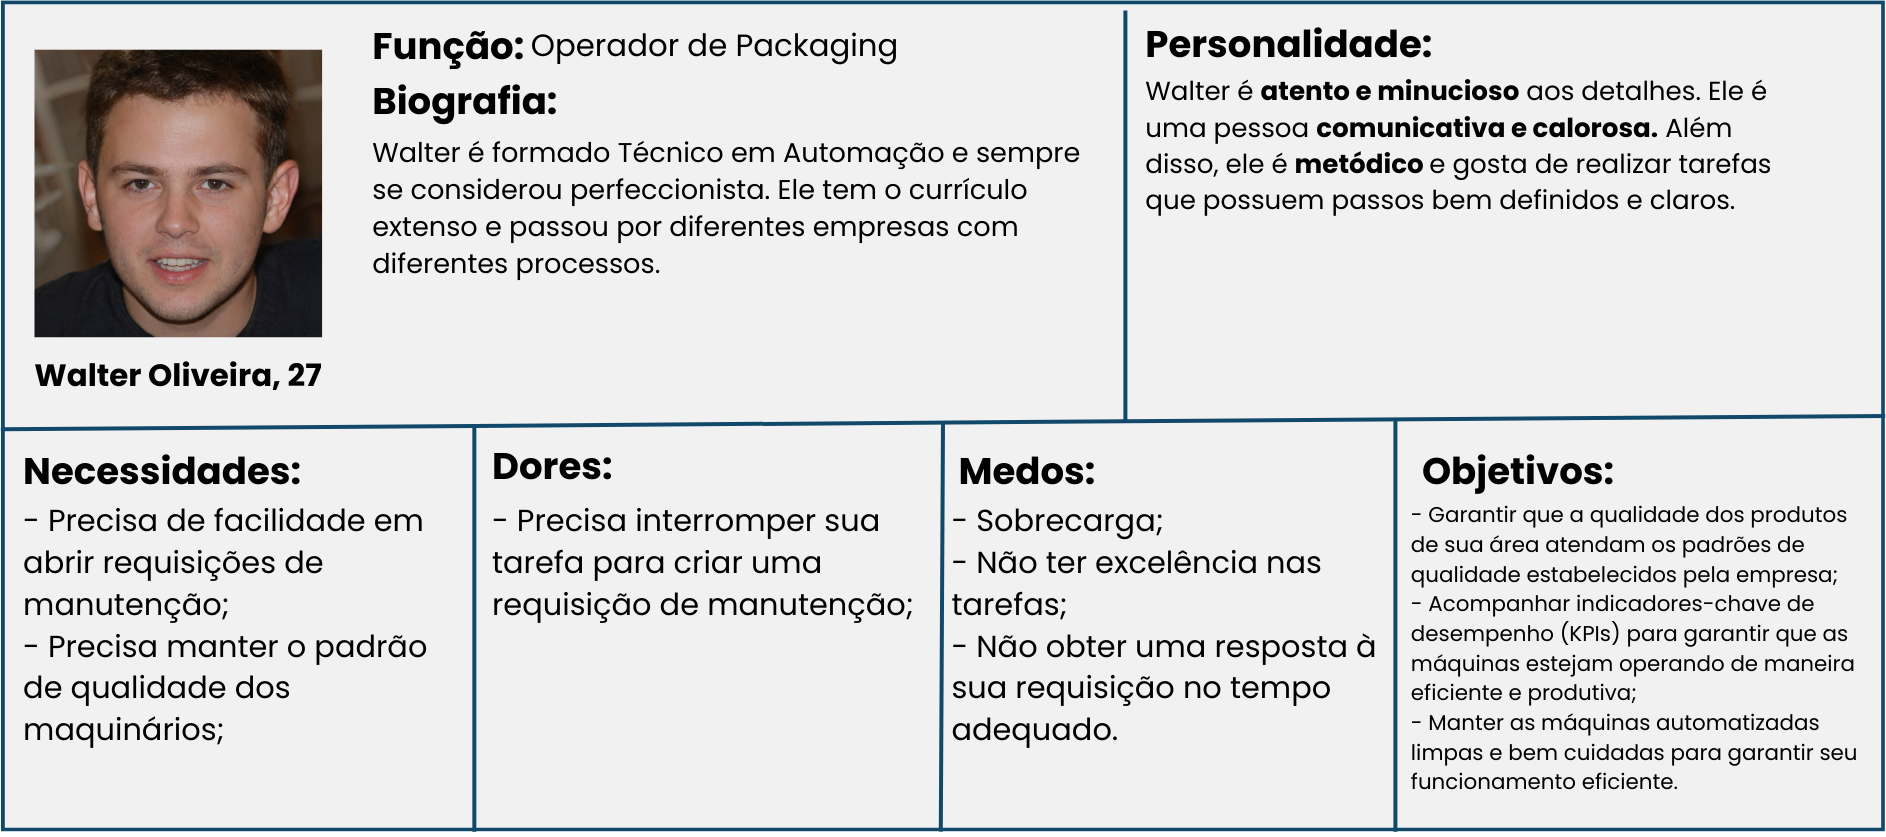 Função: Operador de Packaging
Biografia:
Walter é formado Técnico em Automação e sempre
se considerou perfeccionista. Ele tem o currículo
extenso e passou por diferentes empresas com
diferentes processos.
Walter Oliveira, 27
Personalidade:
Walter é atento e minucioso aos detalhes. Ele é
uma pessoa comunicativa e calorosa. Além
disso, ele é metódico e gosta de realizar tarefas
que possuem passos bem definidos e claros.
Necessidades:
- Precisa de facilidade em
abrir requisições de
manutenção;
- Precisa manter o padrão
de qualidade dos
maquinários;
Dores:
- Precisa interromper sua
tarefa para criar uma
requisição de manutenção;
Medos:
- Sobrecarga;
- Não ter excelência nas
tarefas;
- Não obter uma resposta à
sua requisição no tempo
adequado.
Objetivos:
- Garantir que a qualidade dos produtos
de sua área atendam os padrões de
qualidade estabelecidos pela empresa;
- Acompanhar indicadores-chave de
desempenho (KPIs) para garantir que as
máquinas estejam operando de maneira
eficiente e produtiva;
- Manter as máquinas automatizadas
limpas e bem cuidadas para garantir seu
funcionamento eficiente.